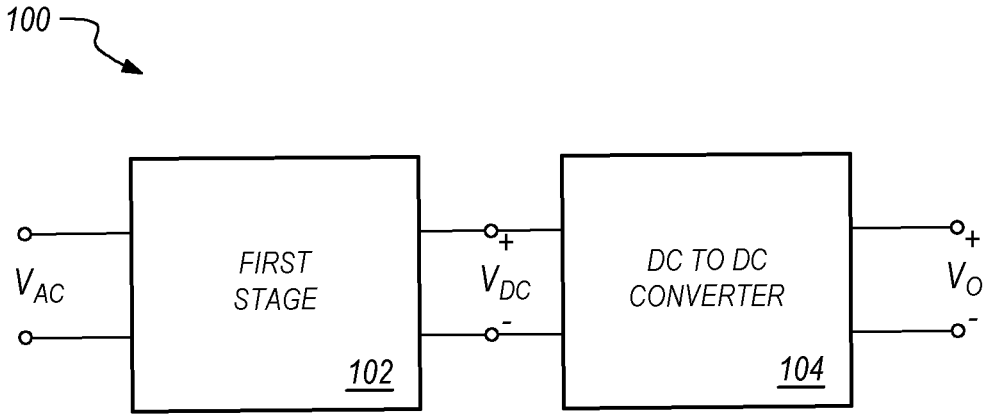 100
V_AC
FIRST
STAGE
102
+
V_DC
-
DC TO DC
CONVERTER
104
+
V_O
-